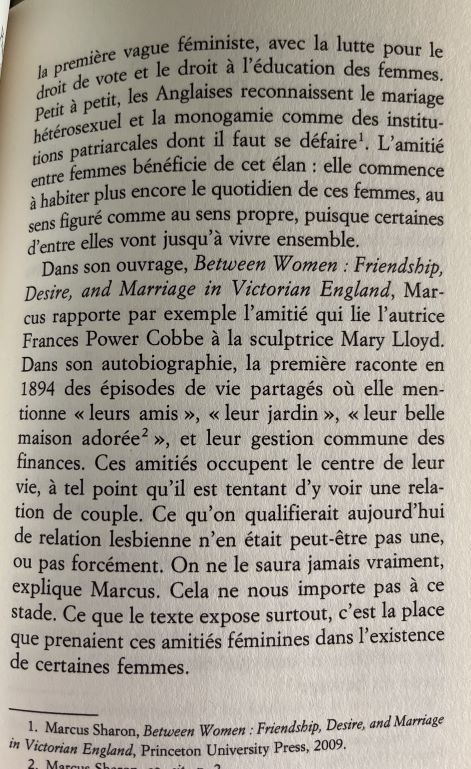 la première vague féministe, avec la lutte pour le
droit de vote et le droit à l'éducation des femmes.
Petit à petit, les Anglaises reconnaissent le mariage
hétérosexuel et la monogamie comme des institu-
tions patriarcales dont il faut se défaire¹. L'amitié
entre femmes bénéficie de cet élan : elle commence
à habiter plus encore le quotidien de ces femmes, au
sens figuré comme au sens propre, puisque certaines
d'entre elles vont jusqu'à vivre ensemble.
Dans son ouvrage, Between Women : Friendship,
Desire, and Marriage in Victorian England, Mar-
cus rapporte par exemple l'amitié qui lie l'autrice
Frances Power Cobbe à la sculptrice Mary Lloyd.
Dans son autobiographie, la première raconte en
1894 des épisodes de vie partagés où elle men-
tionne « leurs amis », « leur jardin », « leur belle
maison adorée² », et leur gestion commune des
finances. Ces amitiés occupent le centre de leur
vie, à tel point qu'il est tentant d'y voir une rela-
tion de couple. Ce qu'on qualifierait aujourd'hui
de relation lesbienne n'en était peut-être pas une,
ou pas forcément. On ne le saura jamais vraiment,
explique Marcus. Cela ne nous importe pas à ce
stade. Ce que le texte expose surtout, c'est la place
que prenaient ces amitiés féminines dans l'existence
de certaines femmes.
1. Marcus Sharon, Between Women : Friendship, Desire, and Marriage
in Victorian England, Princeton University Press, 2009.
2. Marcus Sharon,